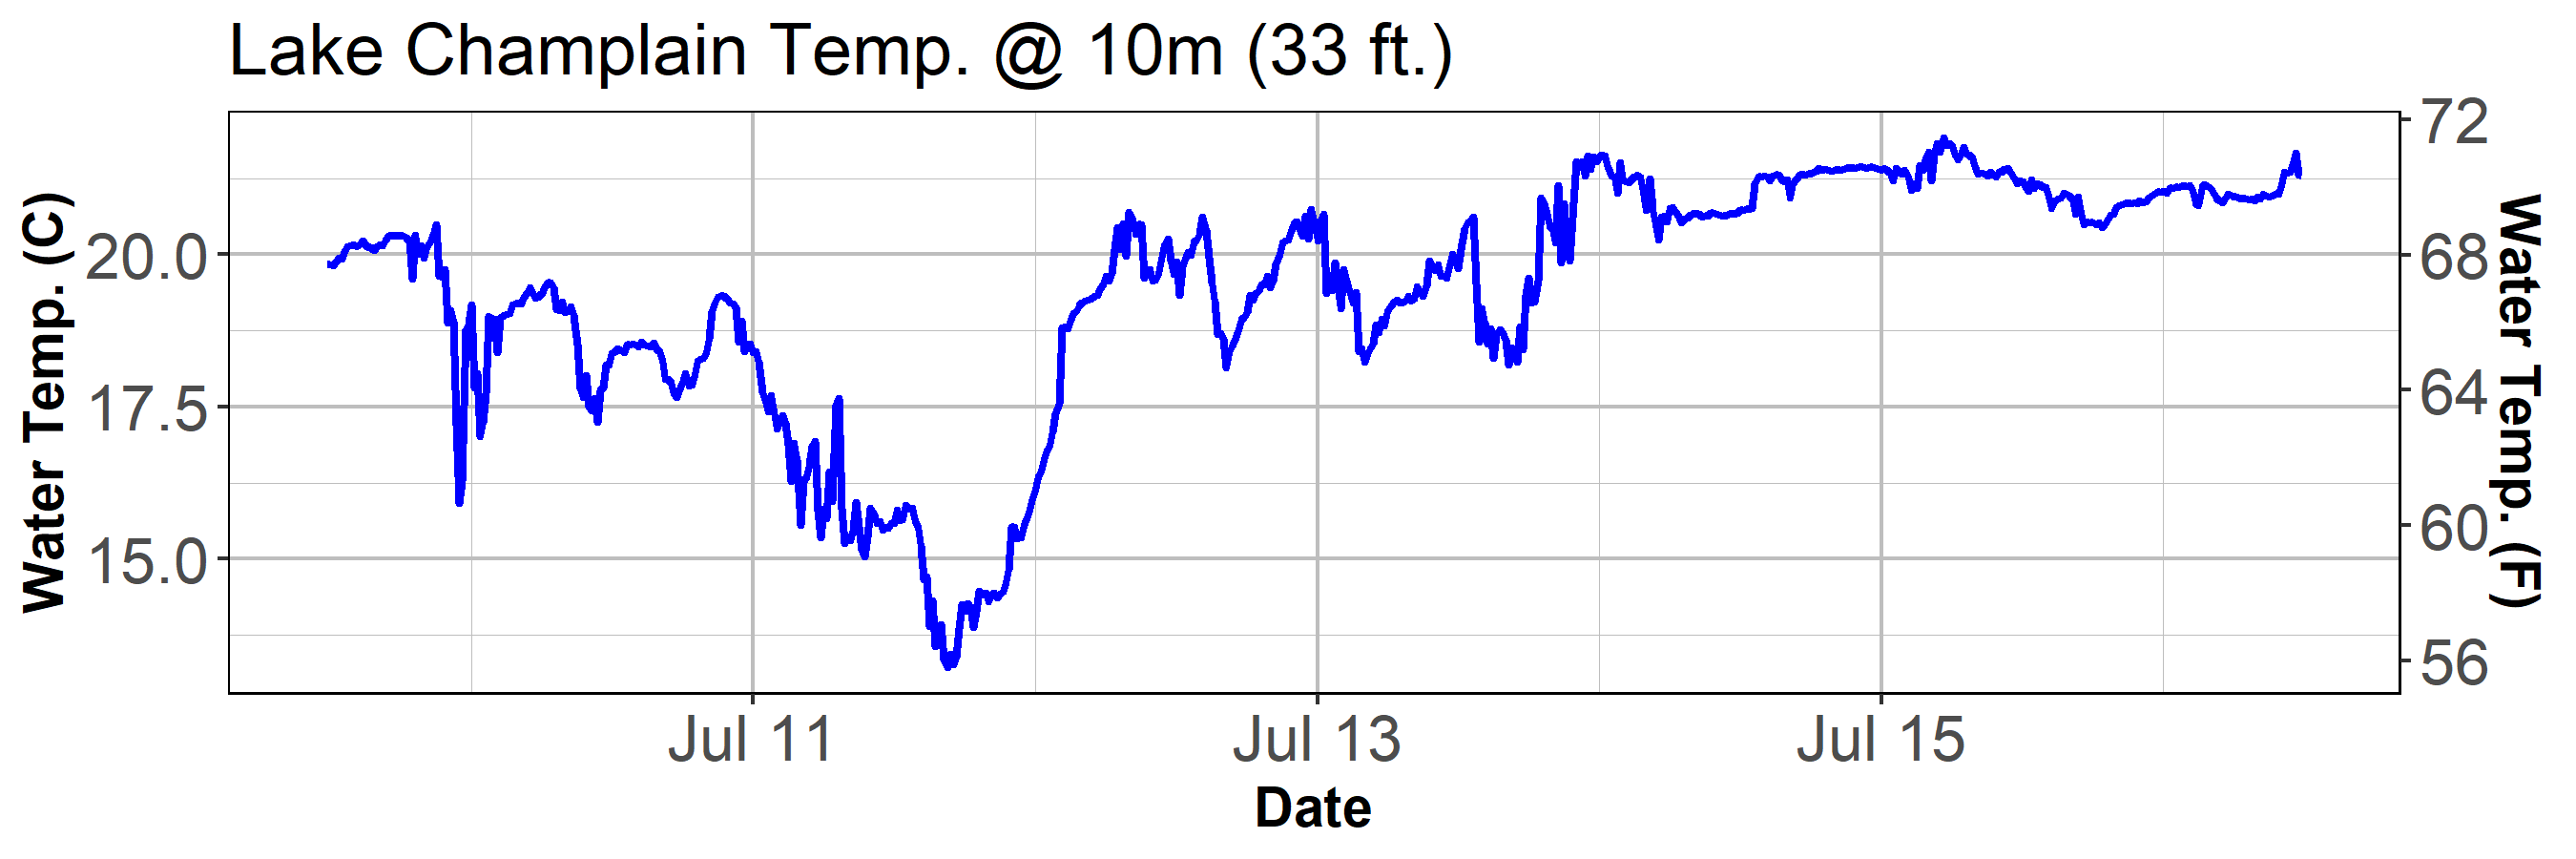 Lake Champlain Temp. @ 10m (33 ft.)
Water Temp. (C)
20.0
17.5
15.0
72
68
64
60
56
Water Temp. (F)
Jul 11
Jul 13
Jul 15
Date